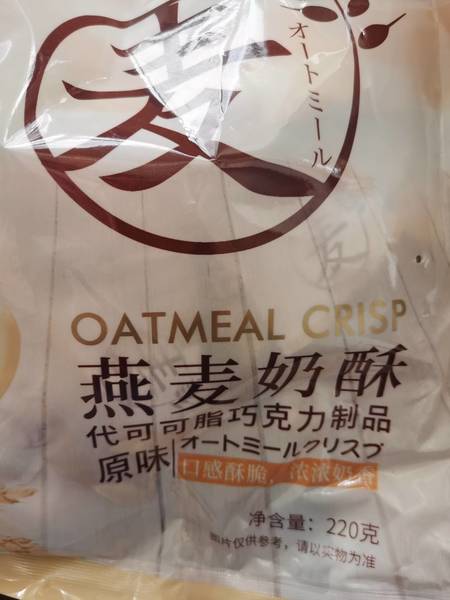 麦
オートミール
OATMEAL CRISP
燕麦奶酥
代可可脂巧克力制品
原味 オートミールクリスプ
口感酥脆，浓浓奶香
净含量：220克
图片仅供参考，请以实物为准